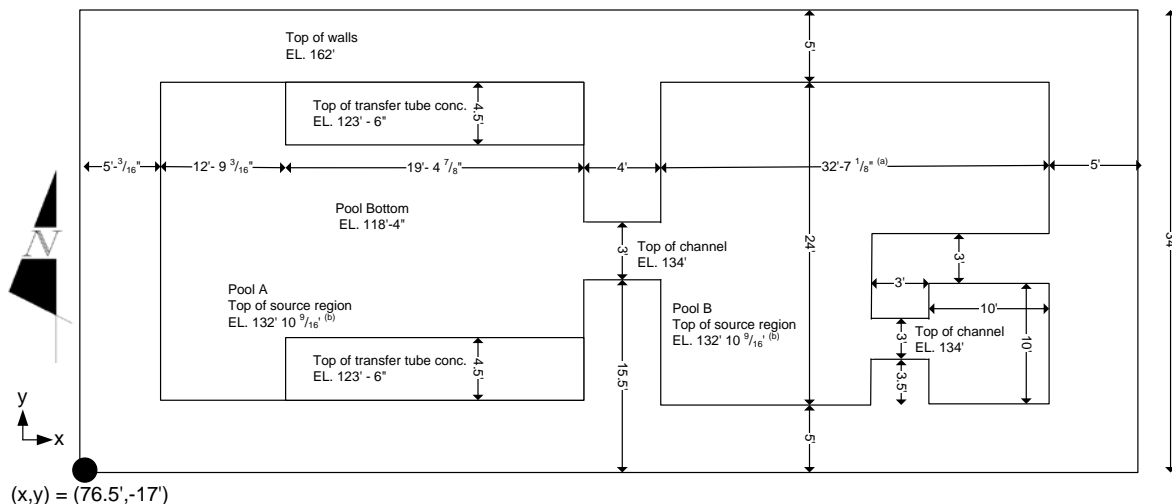 Top of walls
EL. 162'
5'
Top of transfer tube conc.
EL. 123' - 6"
4.5'
34'
5'-3/16"
12'- 9 3/16"
19'- 4 7/8"
4'
32'-7 1/8" (a)
5'
Pool Bottom
EL. 118'-4"
N
3'
24'
Top of channel
EL. 134'
3'
3'
10'
Pool A
Top of source region
EL. 132' 10 9/16' (b)
Pool B
Top of source region
EL. 132' 10 9/16' (b)
3'
Top of channel
EL. 134'
10'
Top of transfer tube conc.
EL. 123' - 6"
4.5'
15.5'
3.5'
5'
y
x
(x,y) = (76.5',-17')